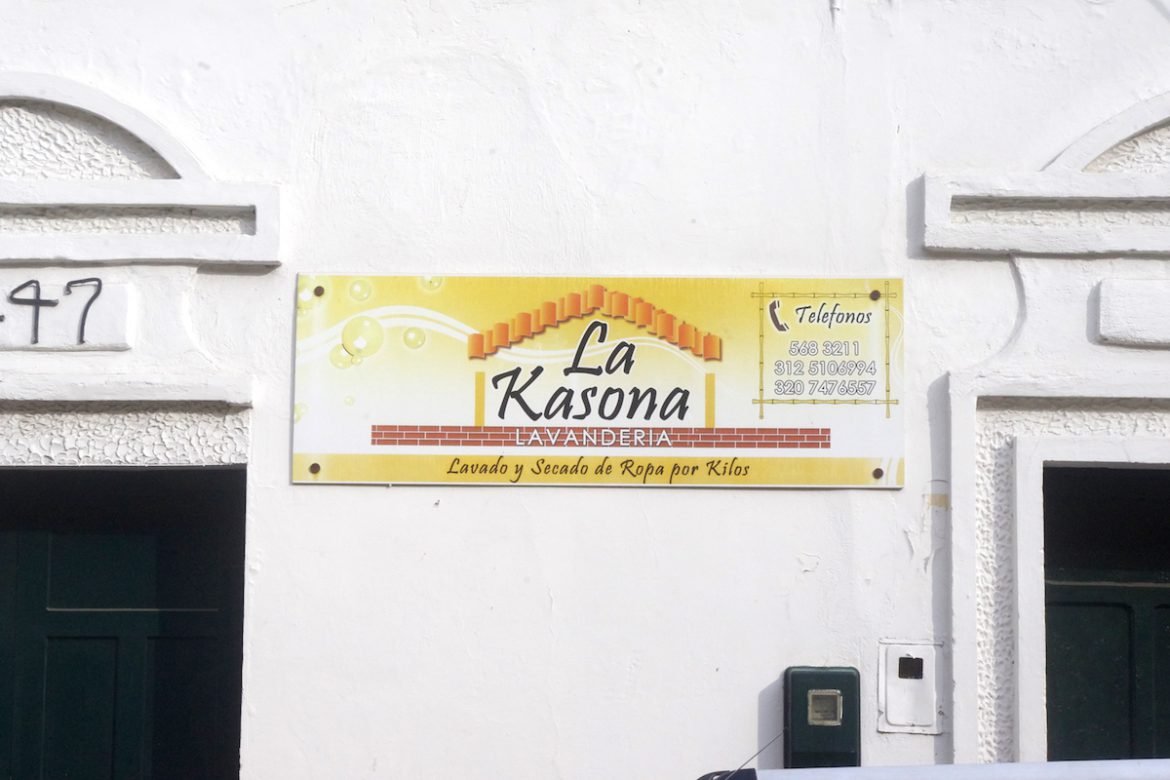 47
La
Kasona
LAVANDERIA
Lavado y Secado de Ropa por Kilos
Telefonos
568 3211
312 5106994
320 7476557